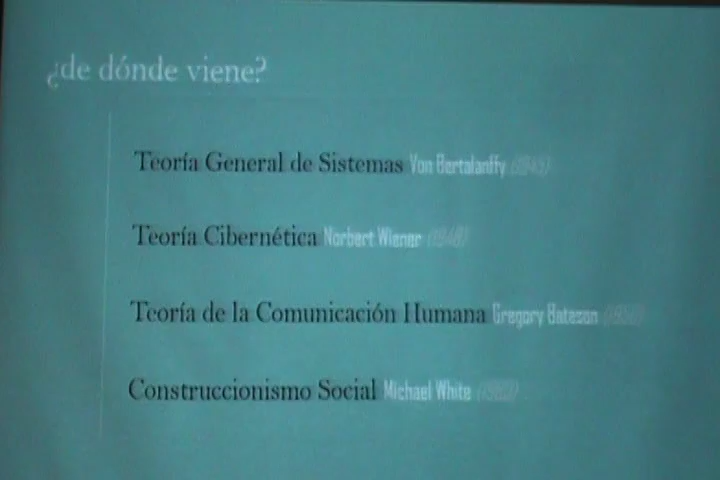 ¿de dónde viene?
Teoría General de Sistemas Von Bertalanffy
Teoría Cibernética Norbert Wiener (1948)
Teoría de la Comunicación Humana Gregory Bateson
Construccionismo Social Michael White